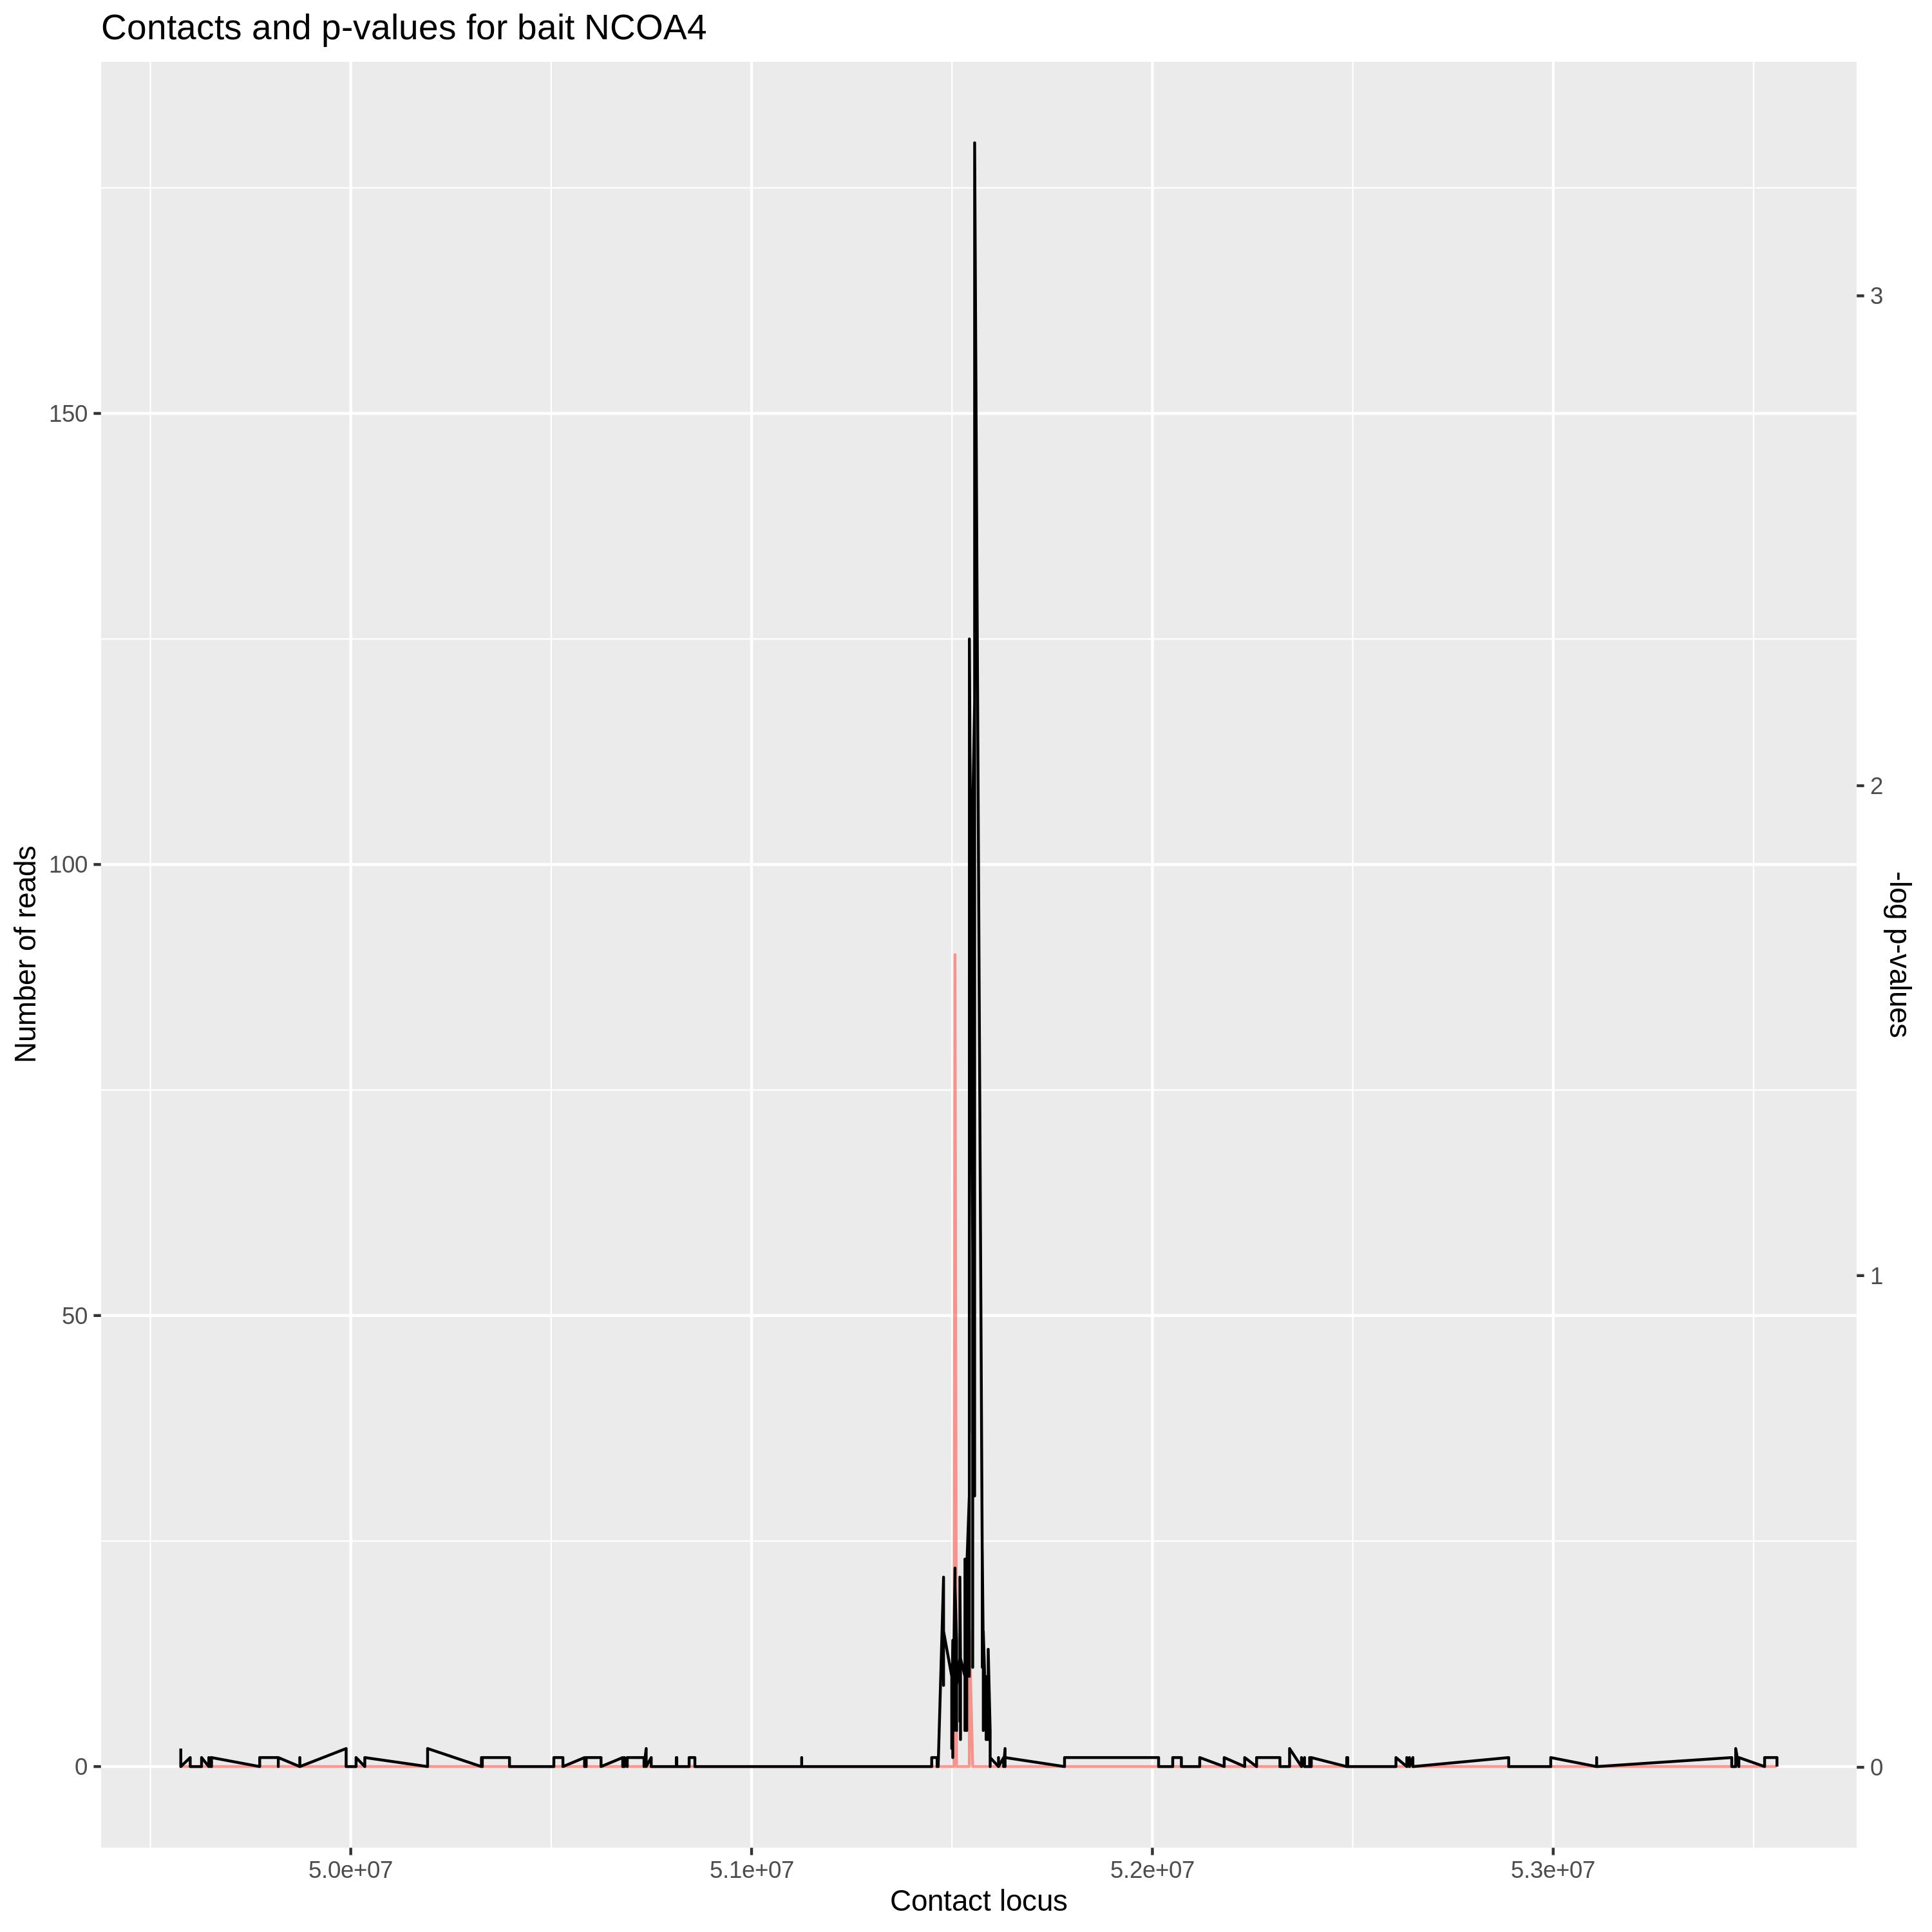 Contacts and p-values for bait NCOA4
Number of reads
150
100
50
0
3
2
1
0
-log p-values
5.0e+07
5.1e+07
5.2e+07
5.3e+07
Contact locus